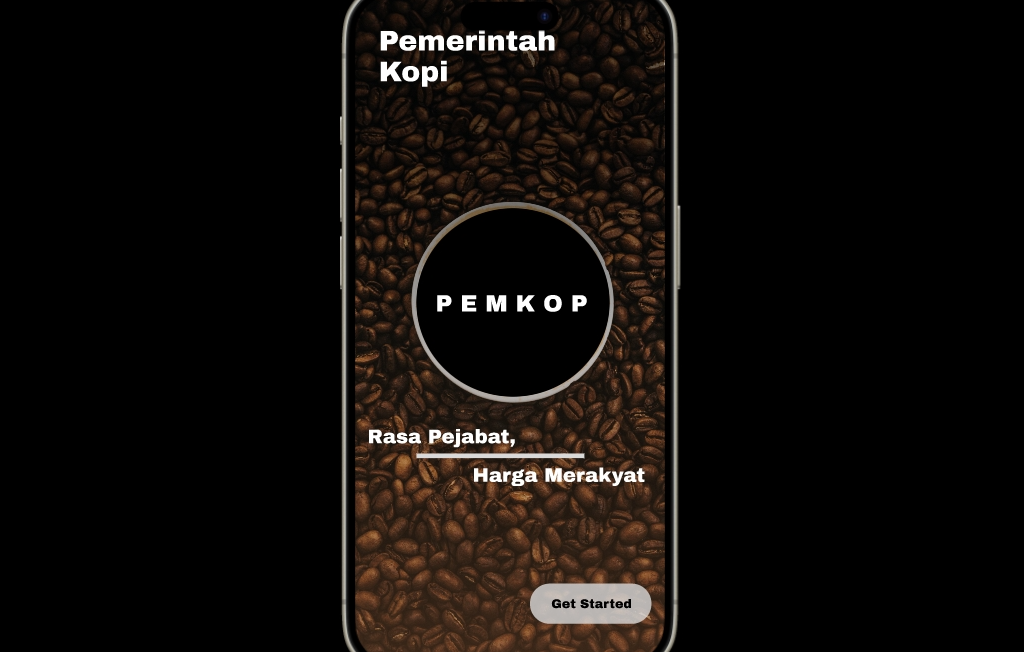 Pemerintah
Kopi
PEMKOP
Rasa Pejabat,
Harga Merakyat
Get Started